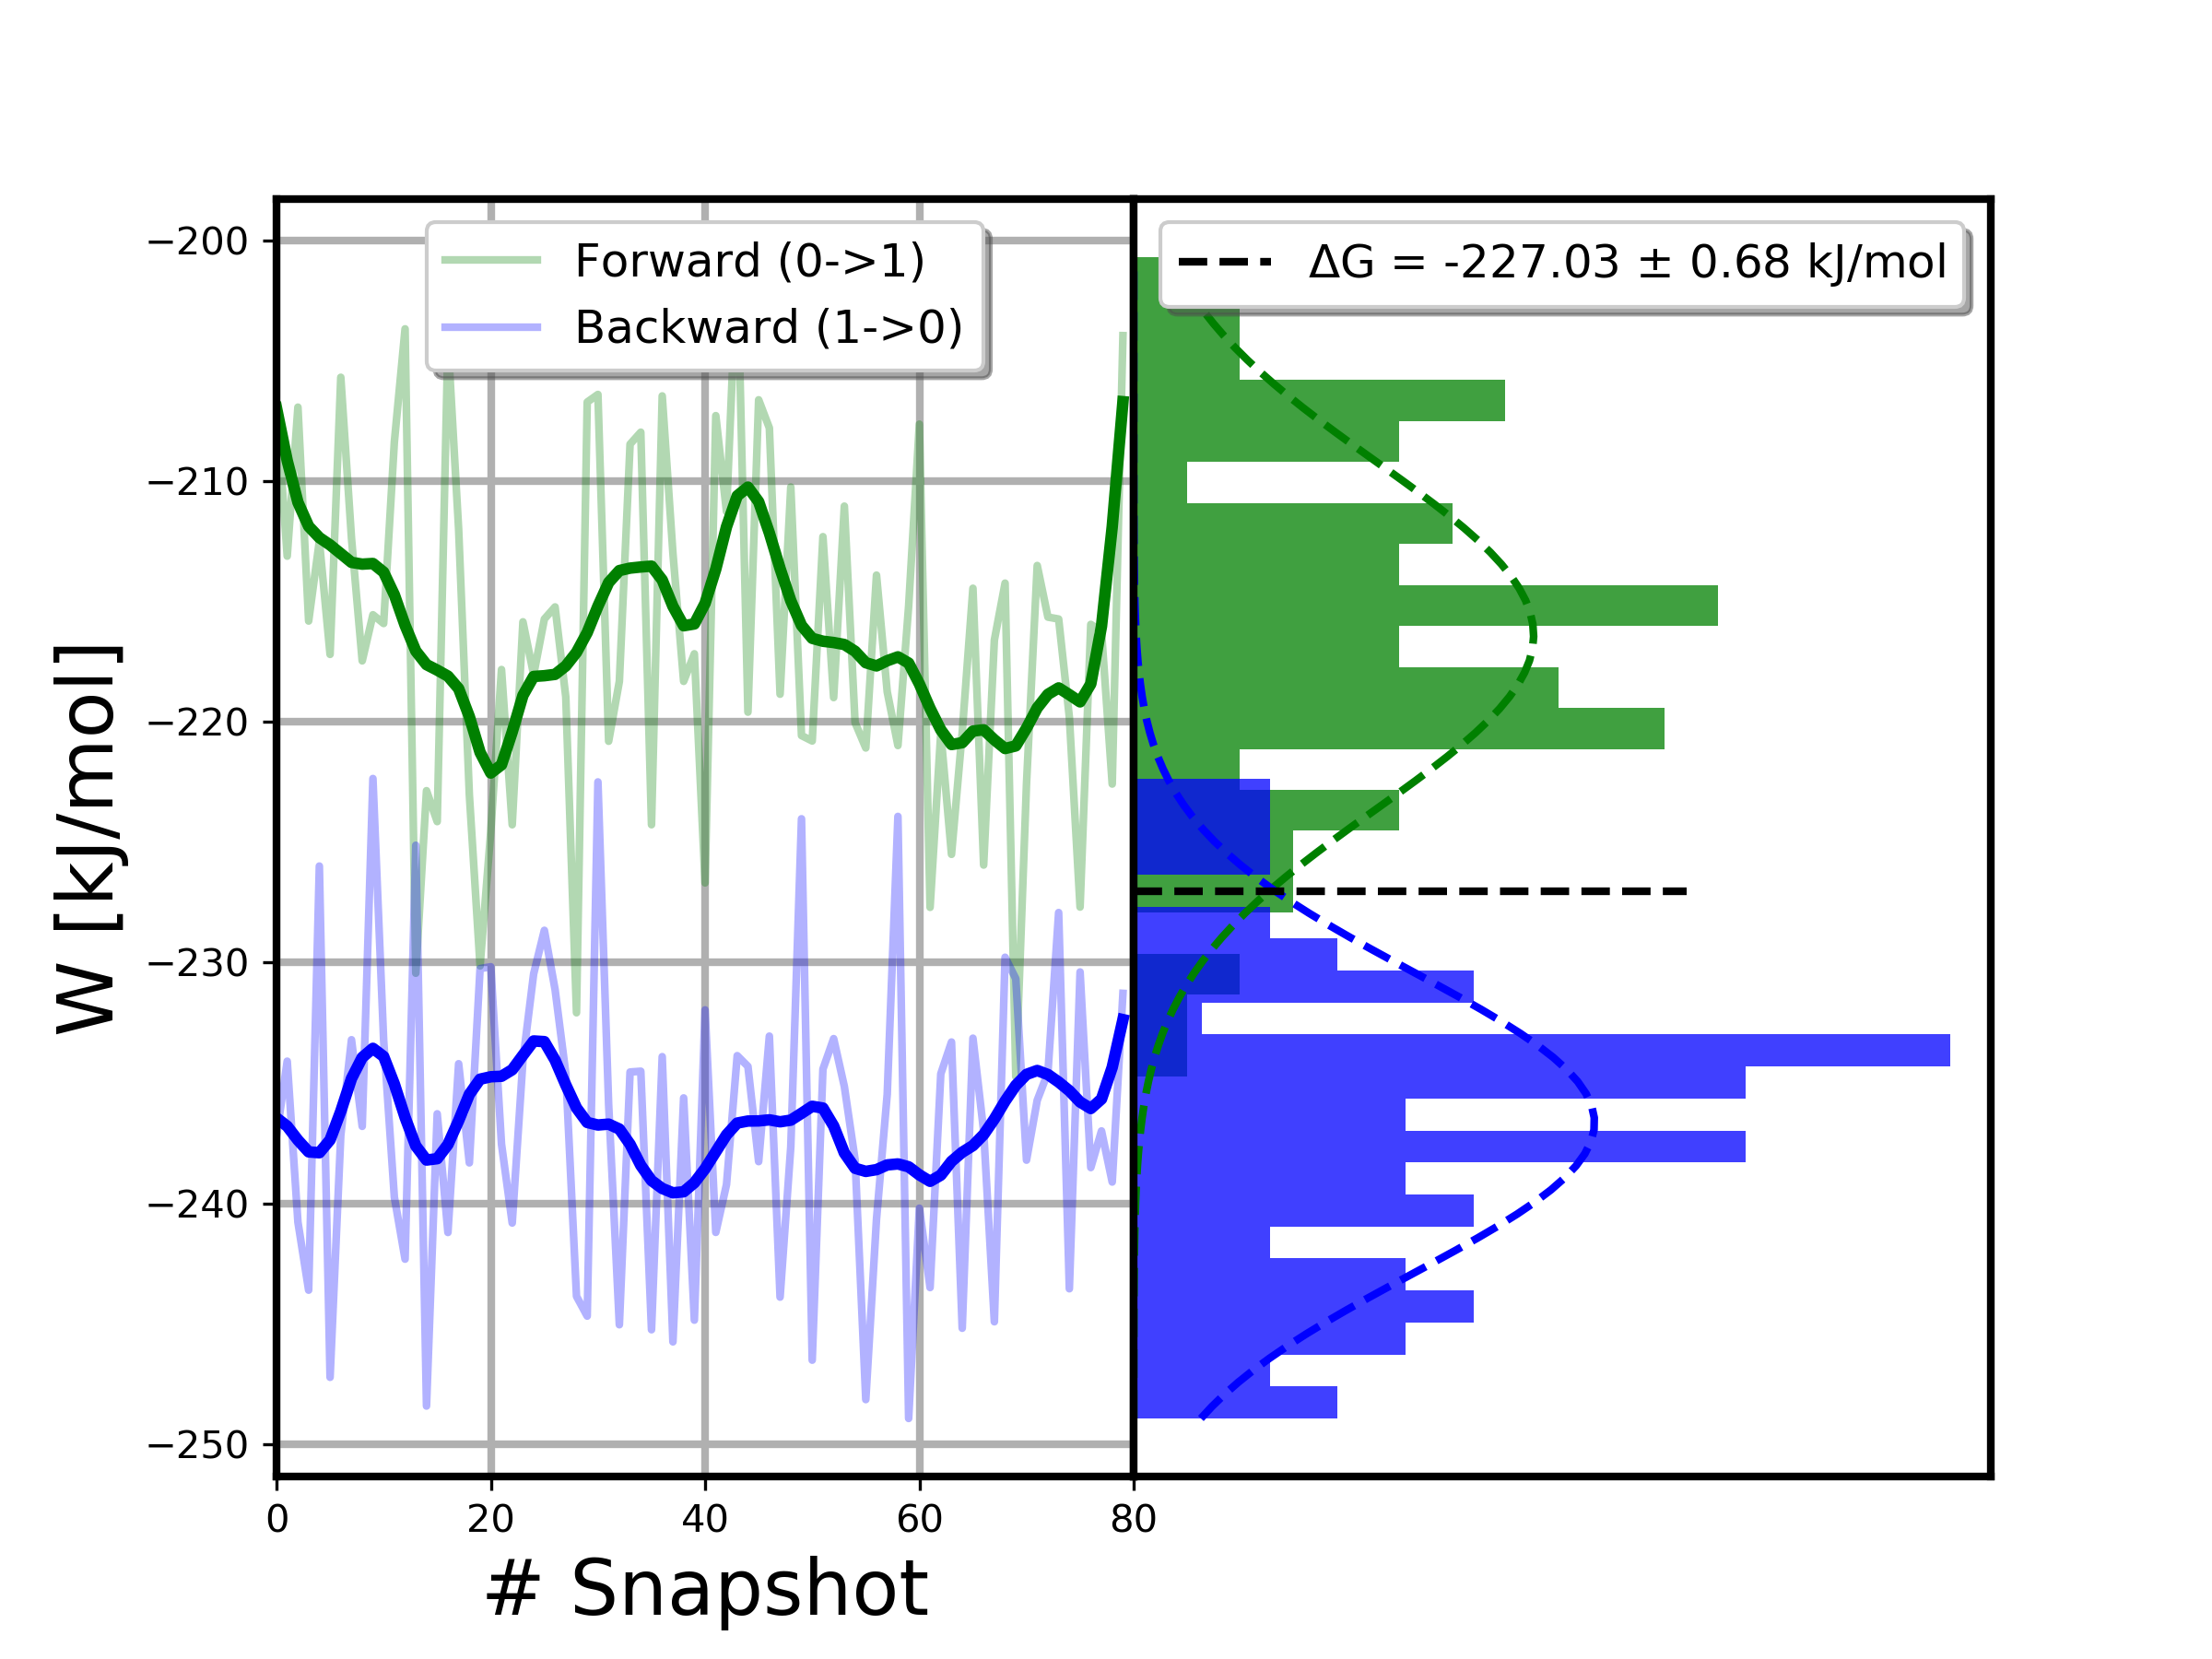 Forward (0->1)
Backward (1->0)
ΔG = -227.03 ± 0.68 kJ/mol
W [kJ/mol]
−200
−210
−220
−230
−240
−250
0 20 40 60 80
# Snapshot